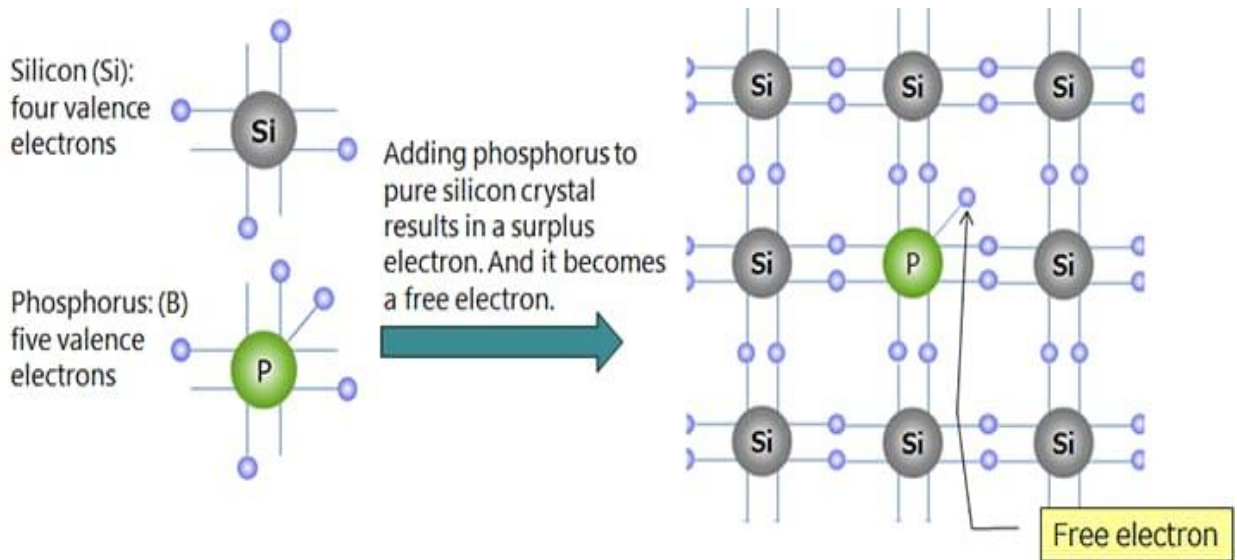 Silicon (Si):
four valence
electrons
Si
Phosphorus: (B)
five valence
electrons
P
Adding phosphorus to
pure silicon crystal
results in a surplus
electron. And it becomes
a free electron.
Si Si Si
Si P Si
Si Si Si
Free electron